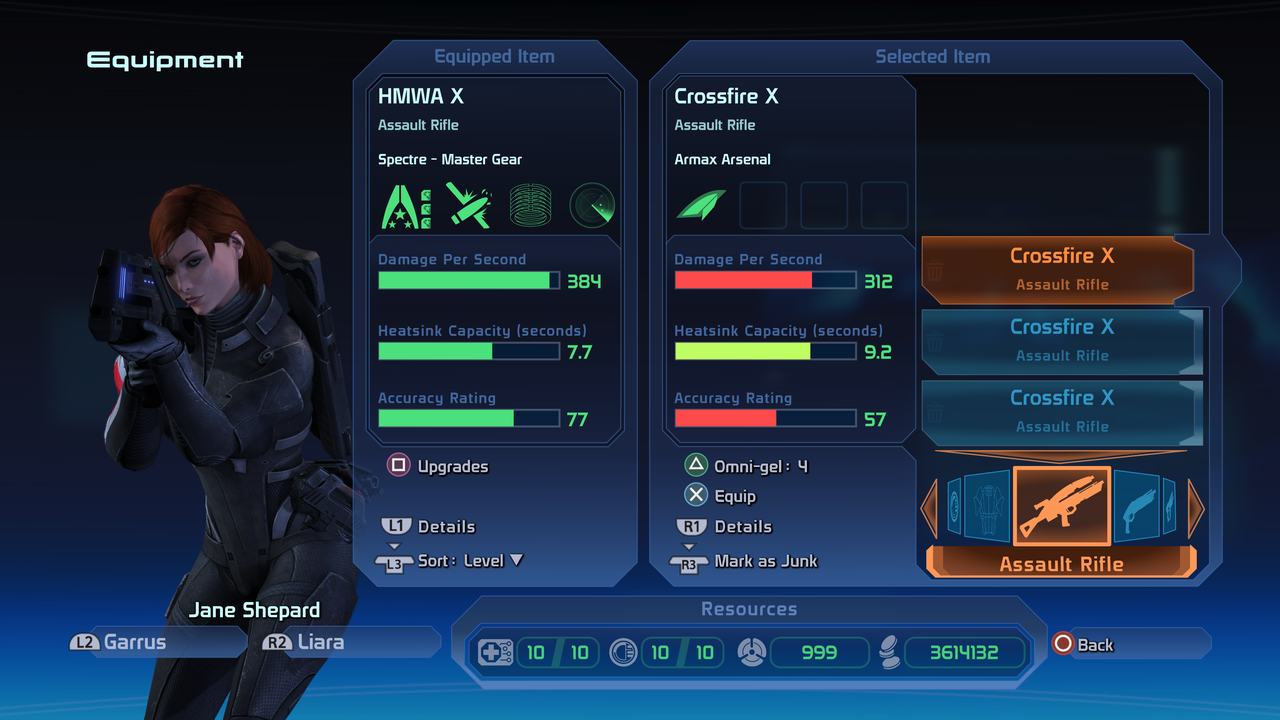 Equipment
Equipped Item
HMWA X
Assault Rifle
Spectre - Master Gear
Damage Per Second
384
Heatsink Capacity (seconds)
7.7
Accuracy Rating
77
Upgrades
L1 Details
L3 Sort: Level
Selected Item
Crossfire X
Assault Rifle
Armax Arsenal
Damage Per Second
312
Heatsink Capacity (seconds)
9.2
Accuracy Rating
57
Omni-gel: 4
Equip
R1 Details
R3 Mark as Junk
Crossfire X
Assault Rifle
Crossfire X
Assault Rifle
Crossfire X
Assault Rifle
Assault Rifle
Jane Shepard
L2 Garrus
R2 Liara
Resources
10 / 10
10 / 10
999
3614132
Back